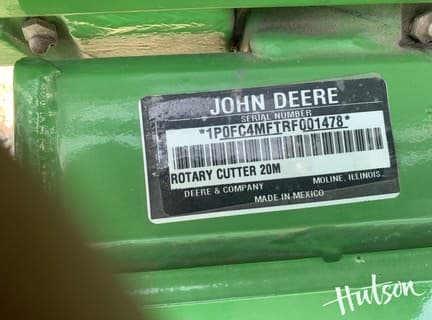 JOHN DEERE
SERIAL NUMBER
*1P0FC4MFTRF001478*
ROTARY CUTTER 20M
DEERE & COMPANY MOLINE, ILLINOIS
MADE IN MEXICO
Hutson